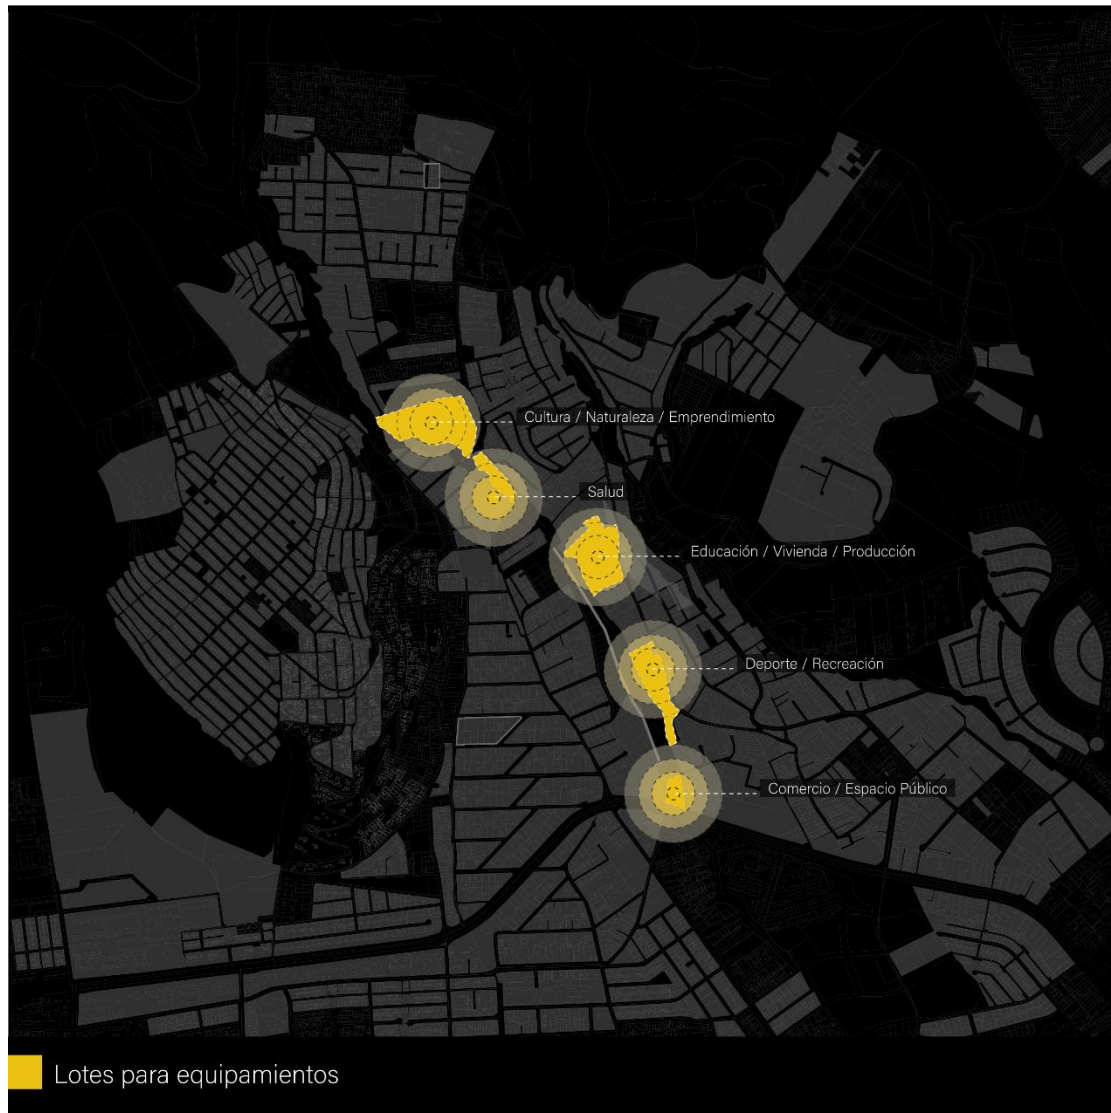 Cultura / Naturaleza / Emprendimiento
Salud
Educación / Vivienda / Producción
Deporte / Recreación
Comercio / Espacio Público
Lotes para equipamientos